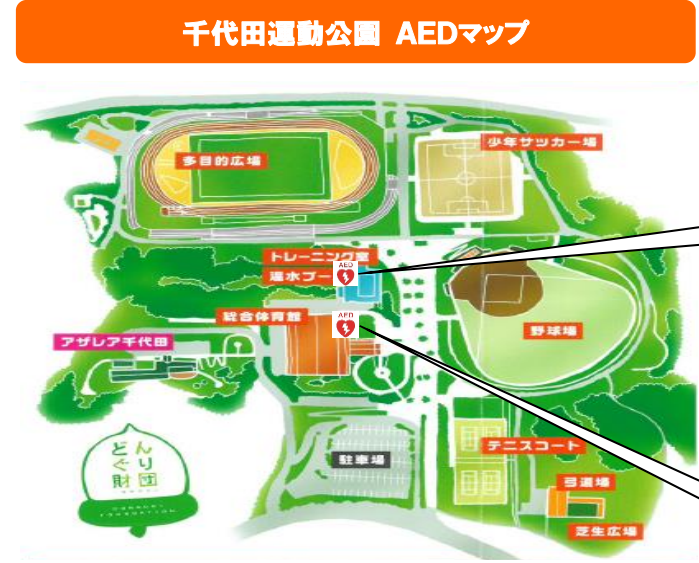 千代田運動公園 AEDマップ
多目的広場
少年サッカー場
トレーニング室
AED
温水プー
総合体育館
AED
アザレア千代田
野球場
どんぐり財団
駐車場
テニスコート
弓道場
芝生広場